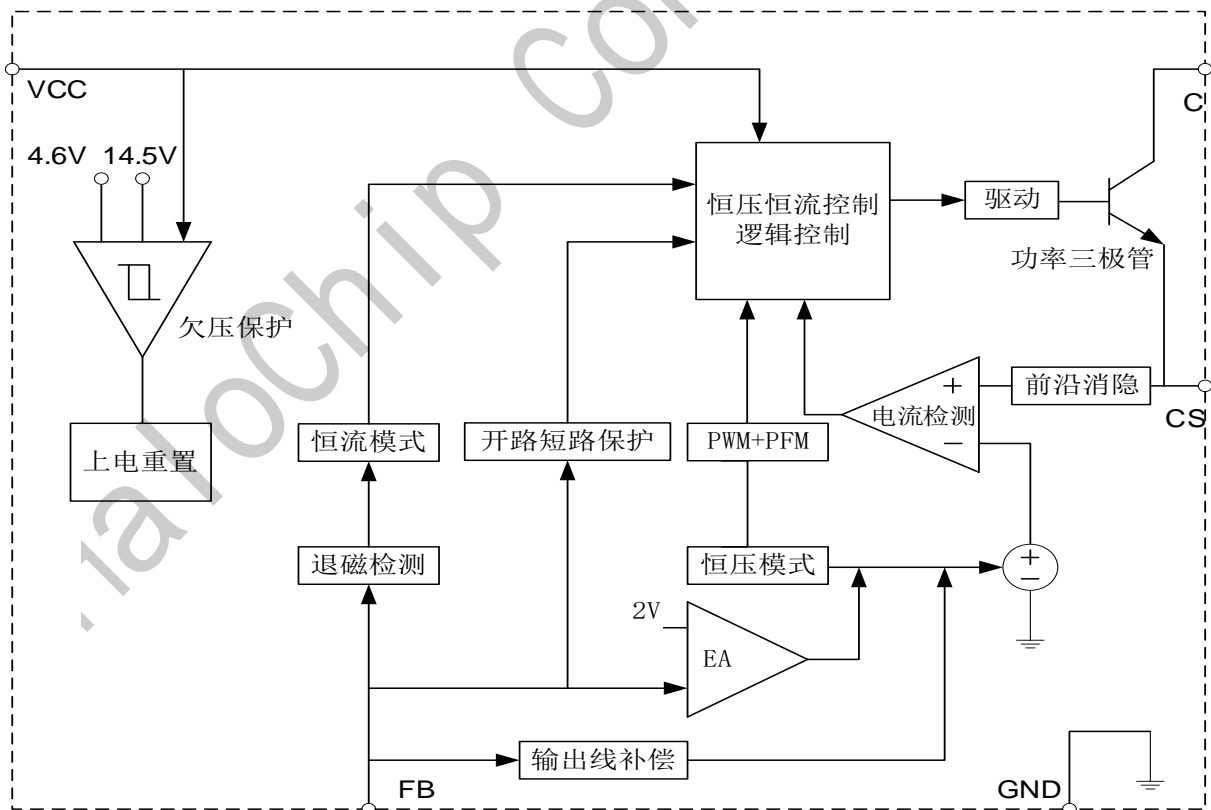 VCC
C
4.6V 14.5V
恒压恒流控制
逻辑控制
驱动
功率三极管
欠压保护
+
前沿消隐
电流检测
CS
−
恒流模式
开路短路保护
PWM+PFM
上电重置
退磁检测
恒压模式
+
−
2V
EA
输出线补偿
FB
GND